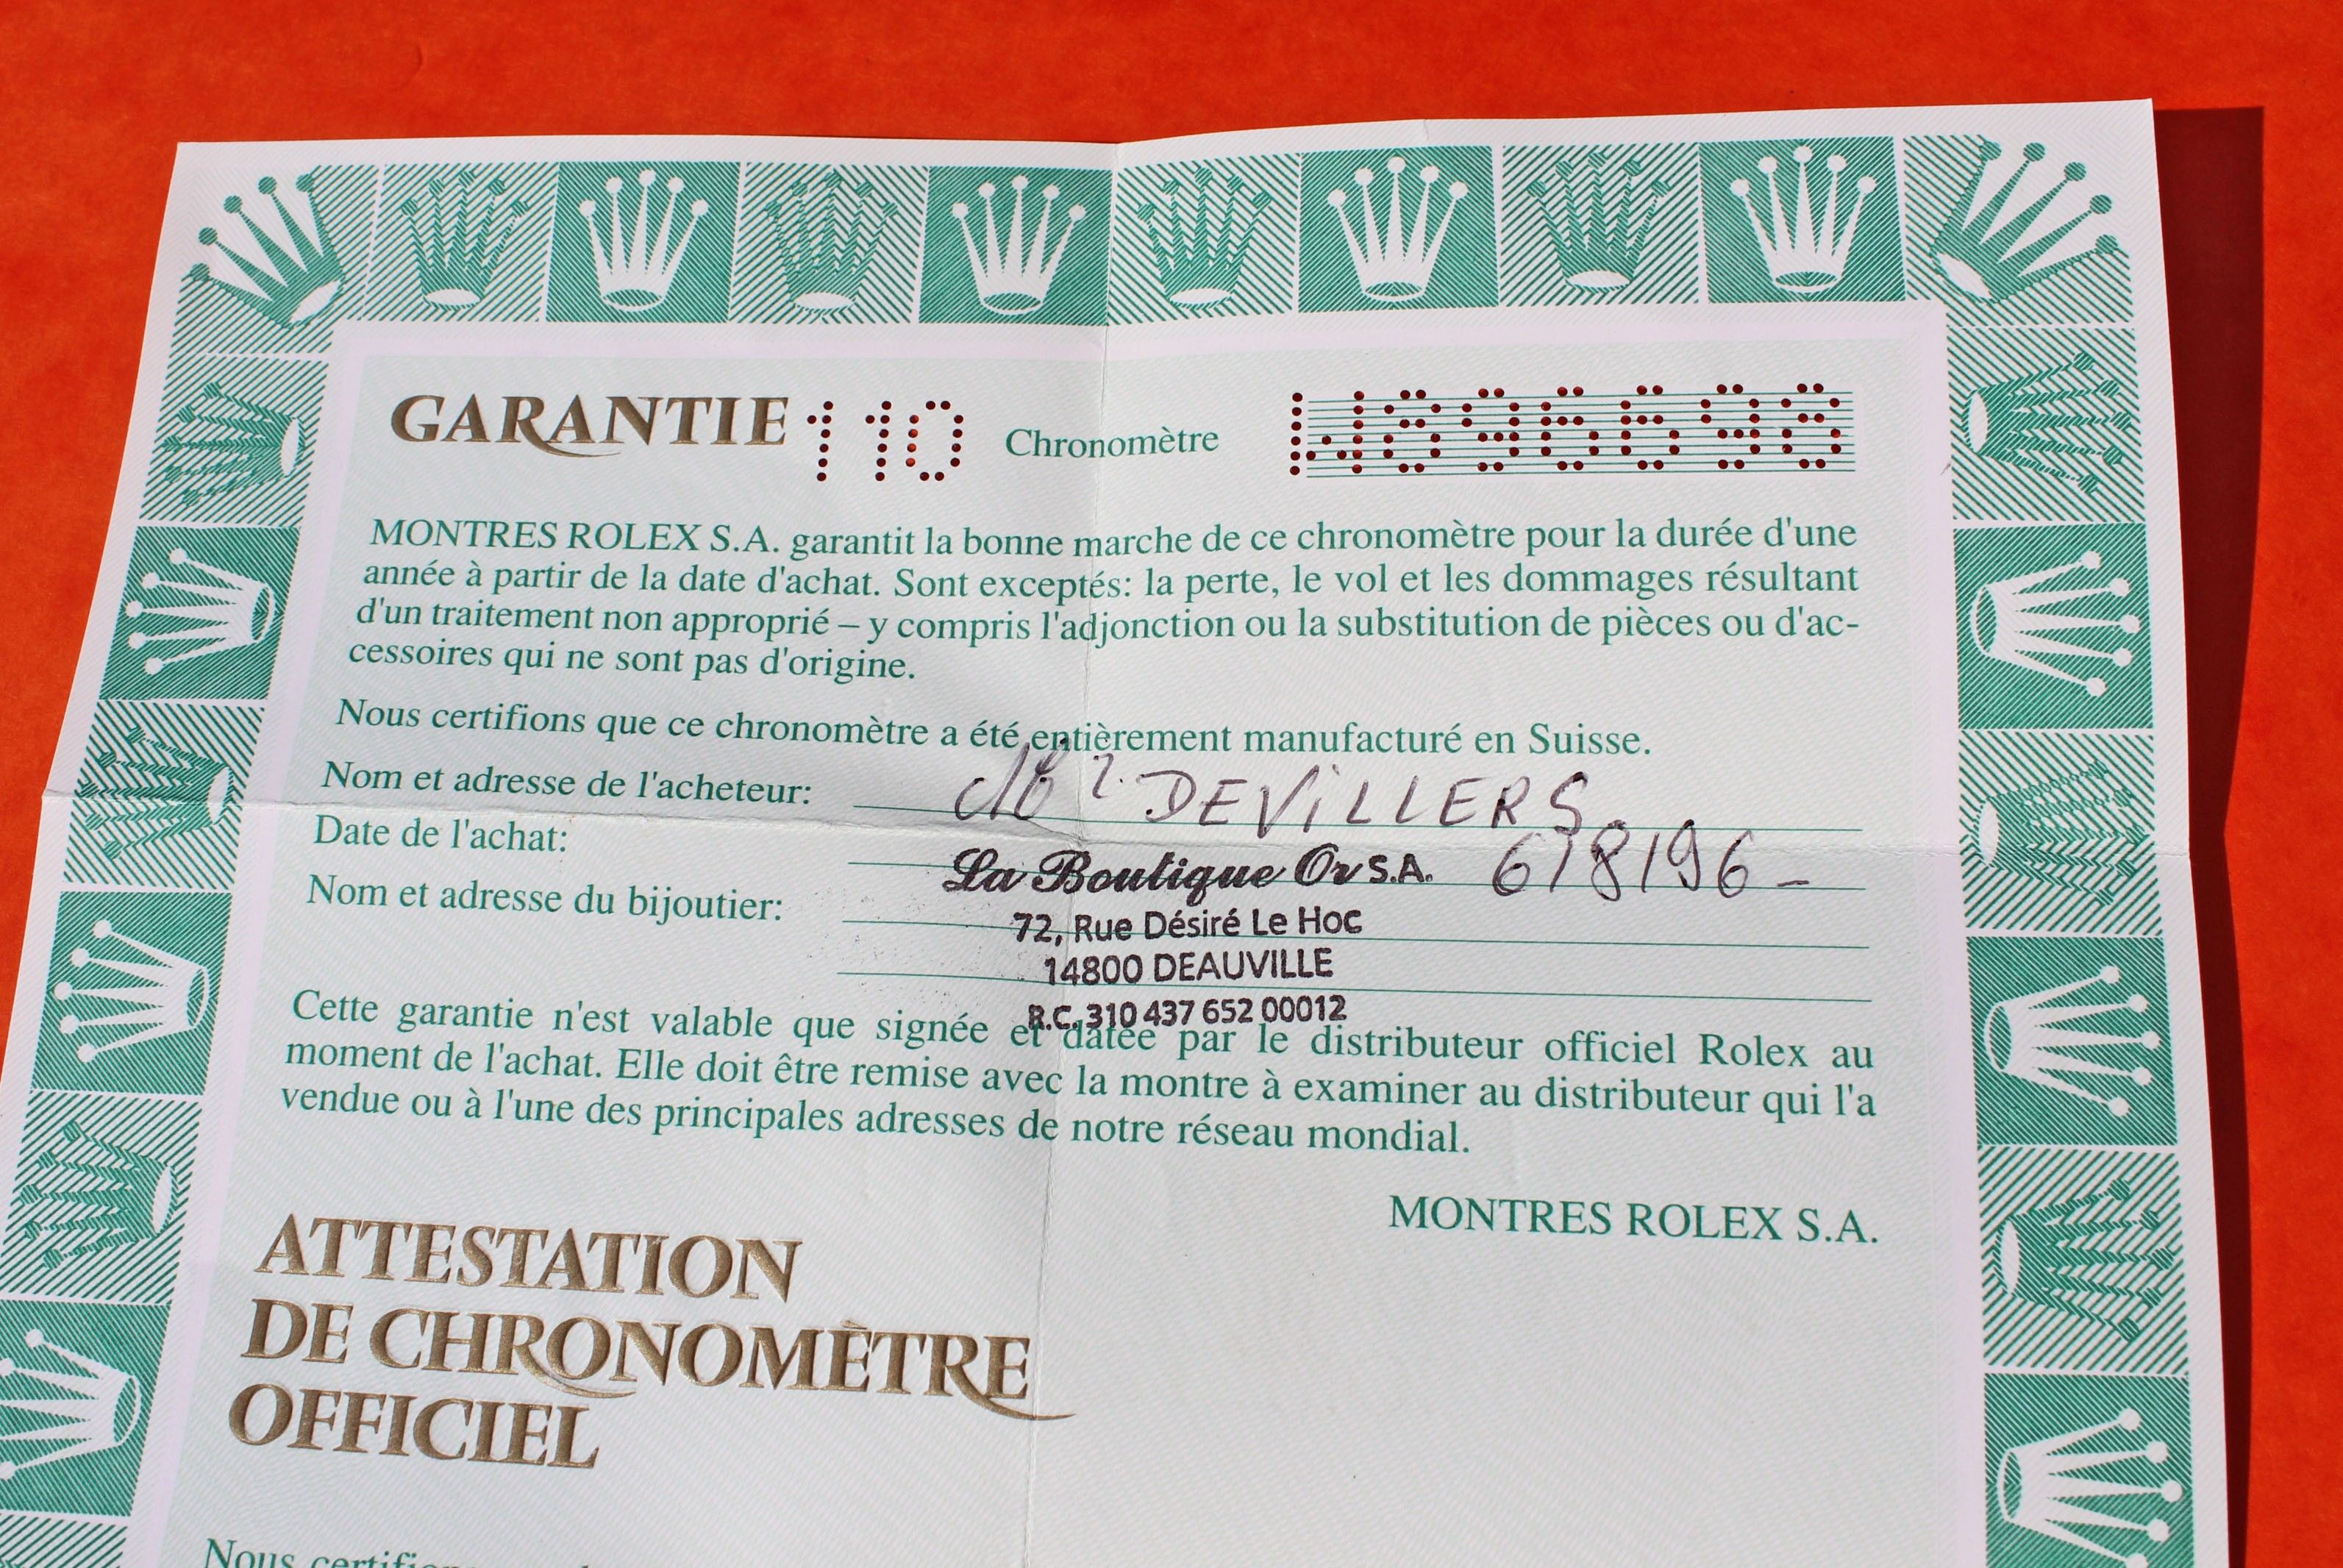 GARANTIE 110 Chronomètre W896698
MONTRES ROLEX S.A. garantit la bonne marche de ce chronomètre pour la durée d'une
année à partir de la date d'achat. Sont exceptés: la perte, le vol et les dommages résultant
d'un traitement non approprié – y compris l'adjonction ou la substitution de pièces ou d'ac-
cessoires qui ne sont pas d'origine.
Nous certifions que ce chronomètre a été entièrement manufacturé en Suisse.
Nom et adresse de l'acheteur: Mr. DEVILLERS
Date de l'achat: La Boutique Or S.A. 6/8/96 -
Nom et adresse du bijoutier: 72, Rue Désiré Le Hoc
14800 DEAUVILLE
R.C. 310 437 652 00012
Cette garantie n'est valable que signée et datée par le distributeur officiel Rolex au
moment de l'achat. Elle doit être remise avec la montre à examiner au distributeur qui l'a
vendue ou à l'une des principales adresses de notre réseau mondial.
MONTRES ROLEX S.A.
ATTESTATION
DE CHRONOMÈTRE
OFFICIEL
Nous